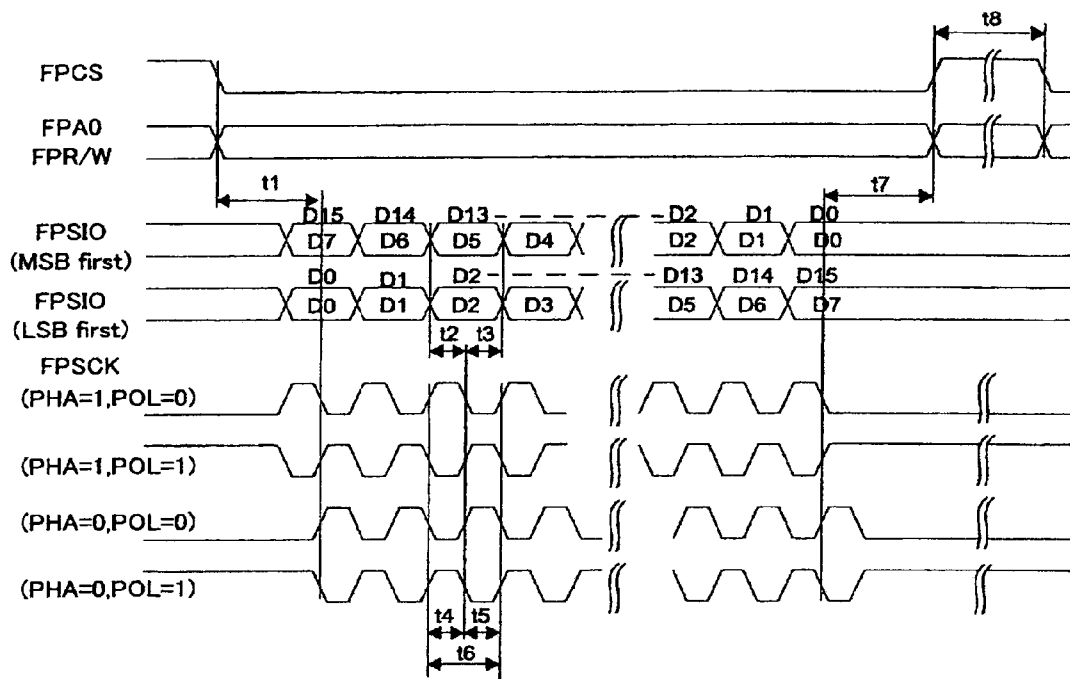 t8
FPCS
FPA0
FPR/W
t1
t7
D15 D14 D13 D2 D1 D0
FPSIO D7 D6 D5 D4 D2 D1 D0
(MSB first)
D0 D1 D2 D13 D14 D15
FPSIO D0 D1 D2 D3 D5 D6 D7
(LSB first)
t2 t3
FPSCK
(PHA=1,POL=0)
(PHA=1,POL=1)
(PHA=0,POL=0)
(PHA=0,POL=1)
t4 t5
t6